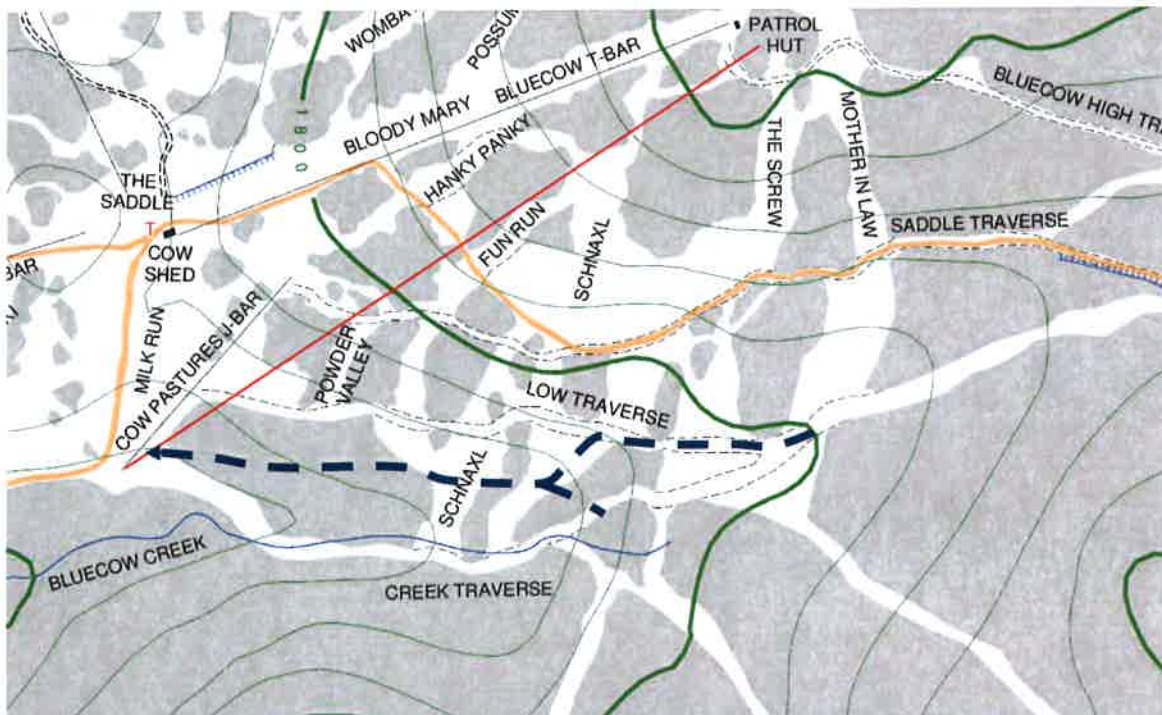 WOMBA
POSSUM
PATROL
HUT
BLUECOW T-BAR
BLUECOW HIGH TRA
BLOODY MARY
1800
HANKY PANKY
THE SCREW
MOTHER IN LAW
THE
SADDLE
T
COW
SHED
BAR
FUN RUN
SCHNAXL
SADDLE TRAVERSE
MILK RUN
COW PASTURES J-BAR
POWDER
VALLEY
LOW TRAVERSE
SCHNAXL
BLUECOW CREEK
CREEK TRAVERSE